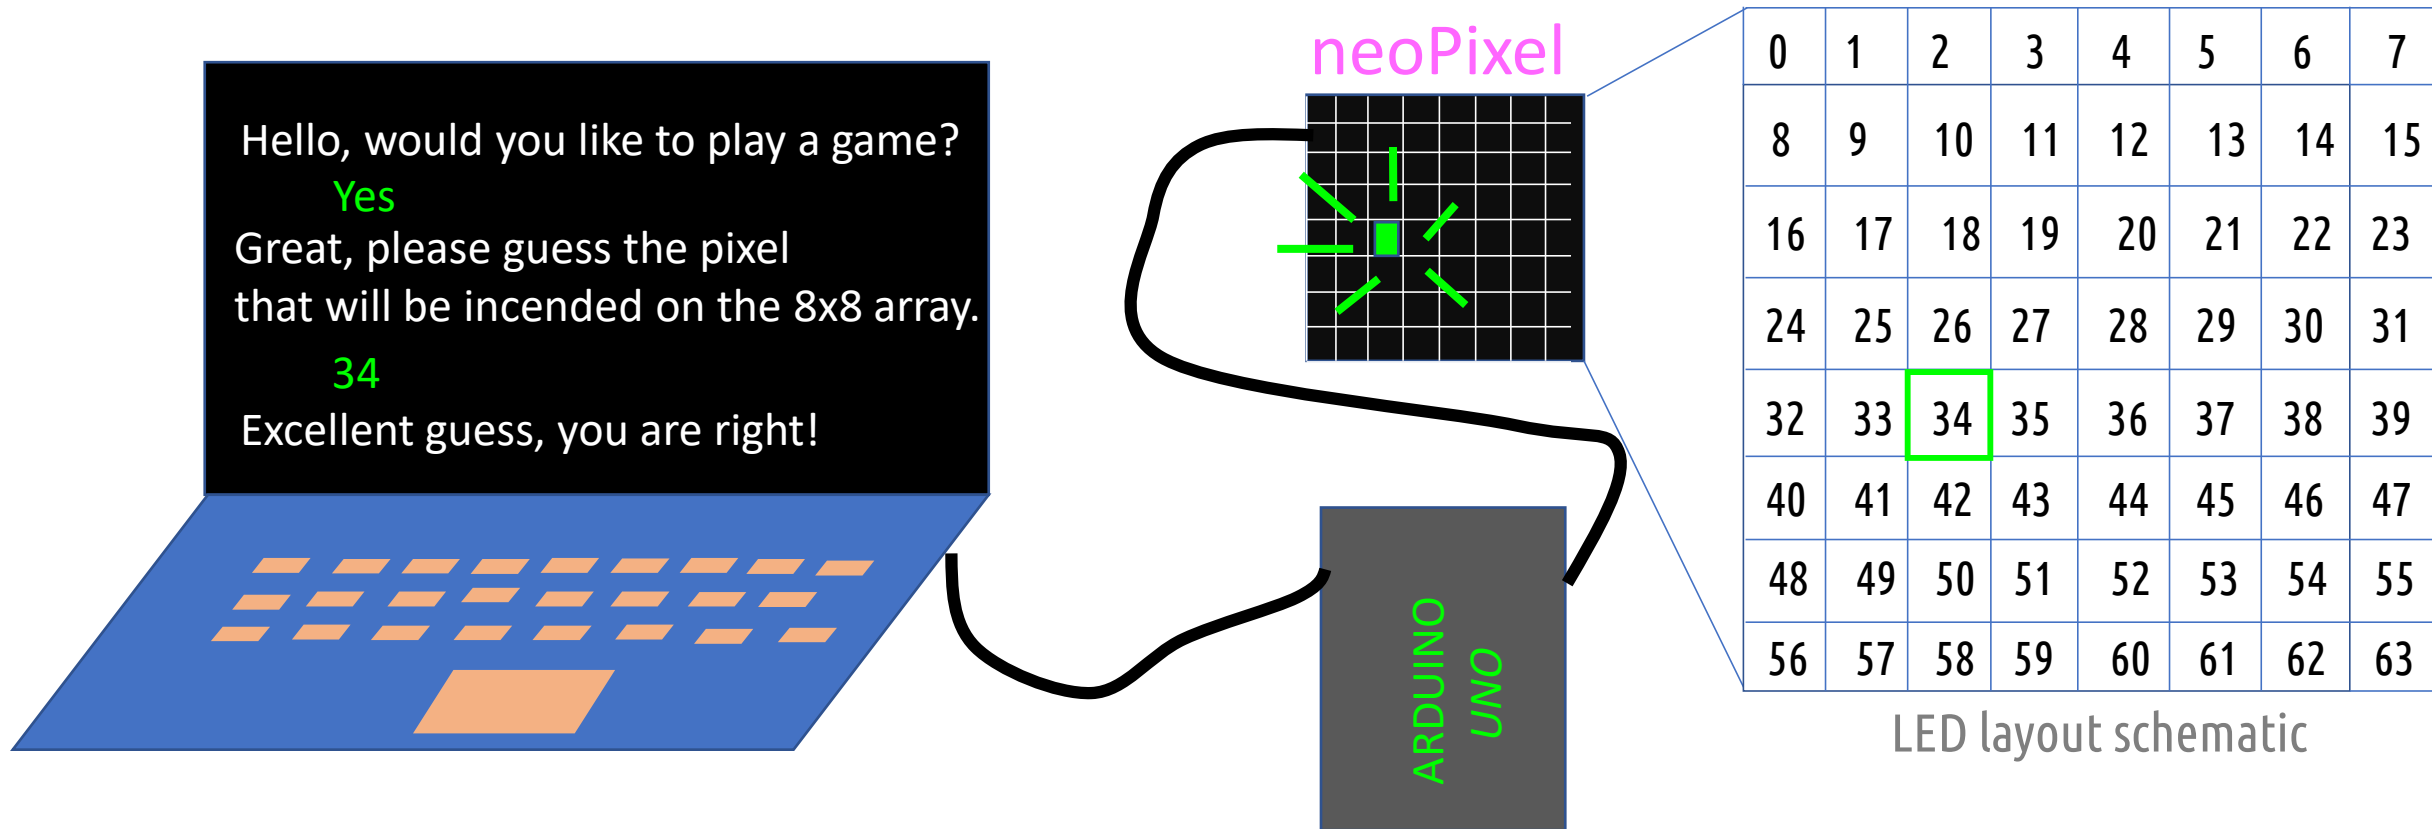 Hello, would you like to play a game?
Yes
Great, please guess the pixel
that will be incended on the 8x8 array.
34
Excellent guess, you are right!
neoPixel
ARDUINO
UNO
0 1 2 3 4 5 6 7
8 9 10 11 12 13 14 15
16 17 18 19 20 21 22 23
24 25 26 27 28 29 30 31
32 33 34 35 36 37 38 39
40 41 42 43 44 45 46 47
48 49 50 51 52 53 54 55
56 57 58 59 60 61 62 63
LED layout schematic